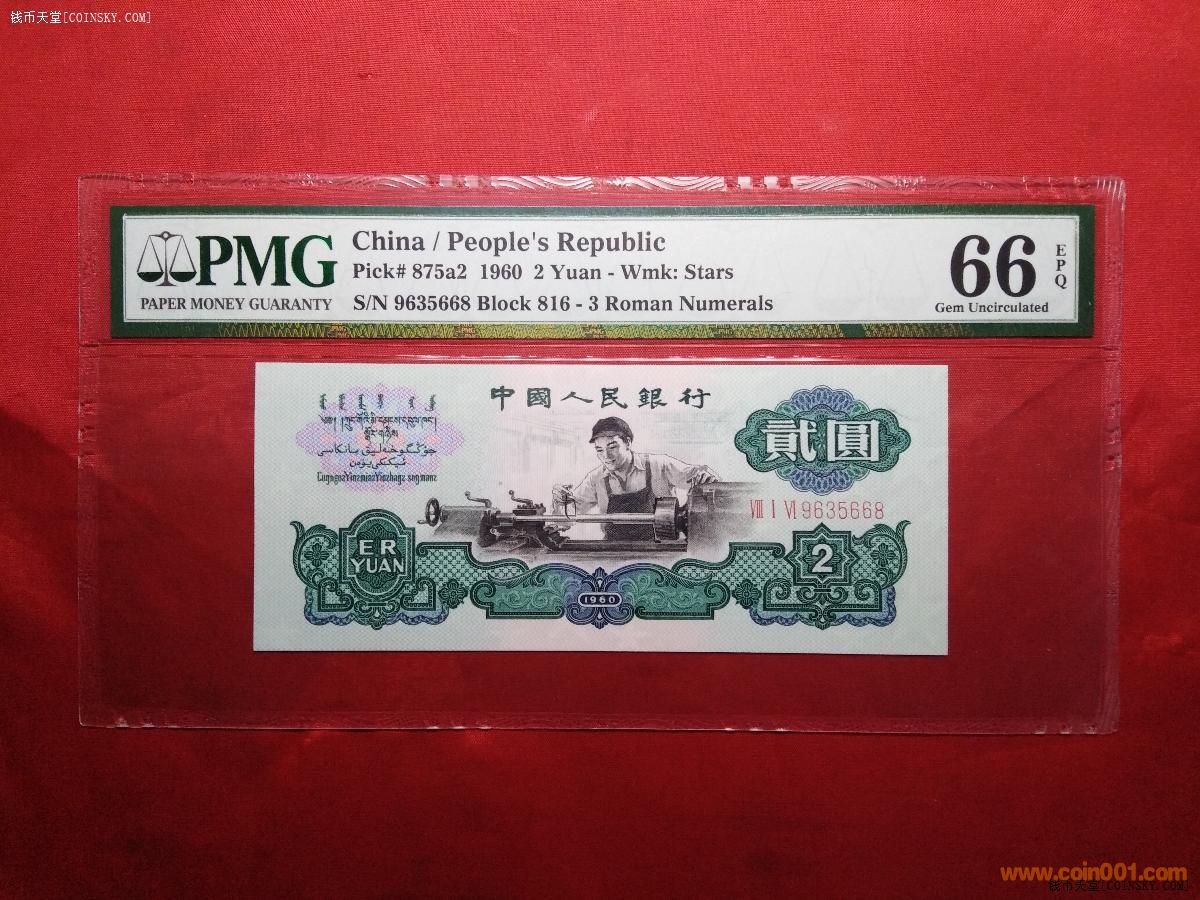 钱币天堂[COINSKY.COM]
PMG
PAPER MONEY GUARANTY
China / People's Republic
Pick# 875a2 1960 2 Yuan - Wmk: Stars
S/N 9635668 Block 816 - 3 Roman Numerals
66
EPQ
Gem Uncirculated
中國人民銀行
貳圓
VIII I VI 9635668
ER
YUAN
2
1960
www.coin001.com
钱币天堂[COINSKY.COM]